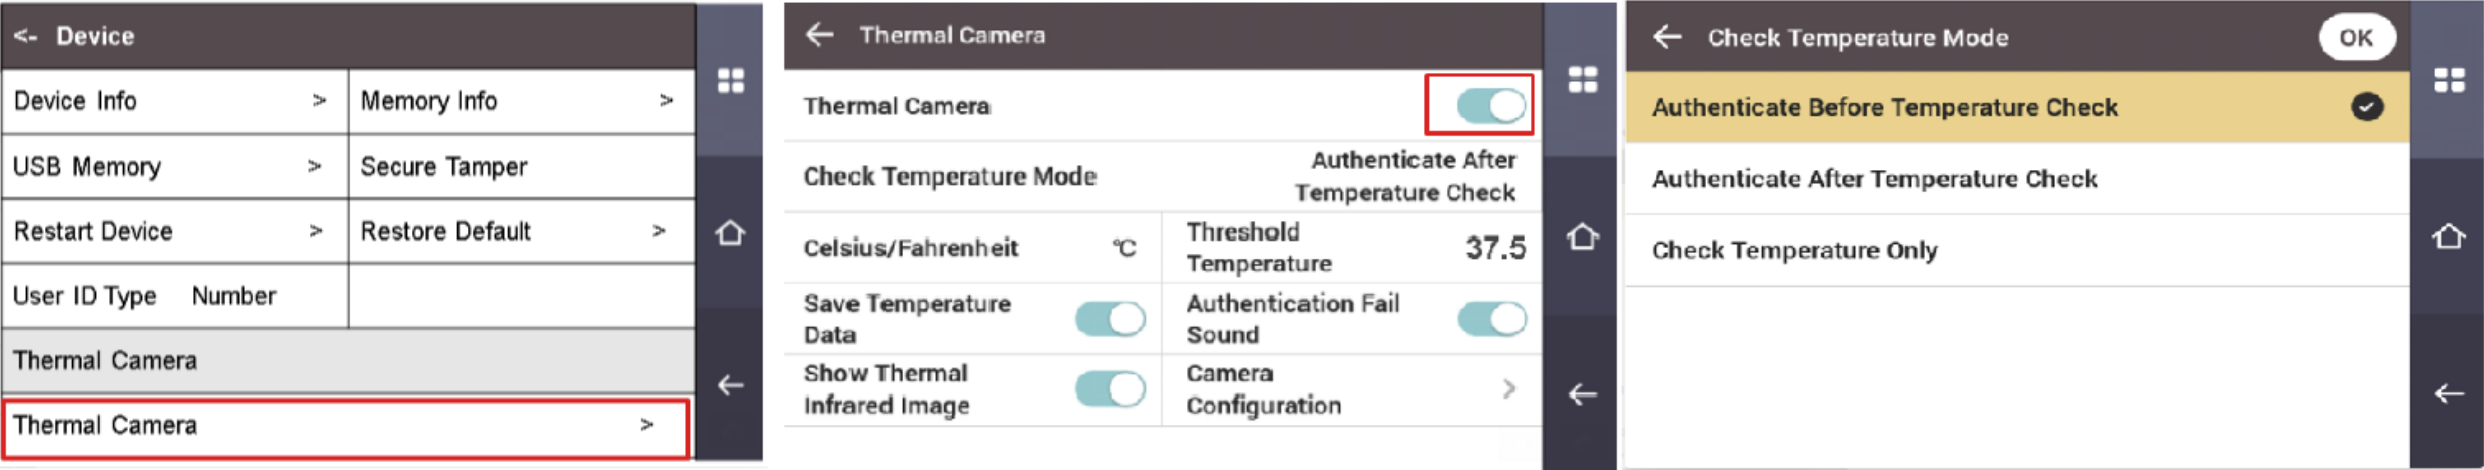 <- Device
Device Info > Memory Info >
USB Memory > Secure Tamper
Restart Device > Restore Default >
User ID Type Number
Thermal Camera
Thermal Camera >
← Thermal Camera
Thermal Camera
Check Temperature Mode
Authenticate After
Temperature Check
Celsius/Fahrenheit °C
Threshold
Temperature
37.5
Save Temperature
Data
Authentication Fail
Sound
Show Thermal
Infrared Image
Camera
Configuration
>
← Check Temperature Mode OK
Authenticate Before Temperature Check
Authenticate After Temperature Check
Check Temperature Only